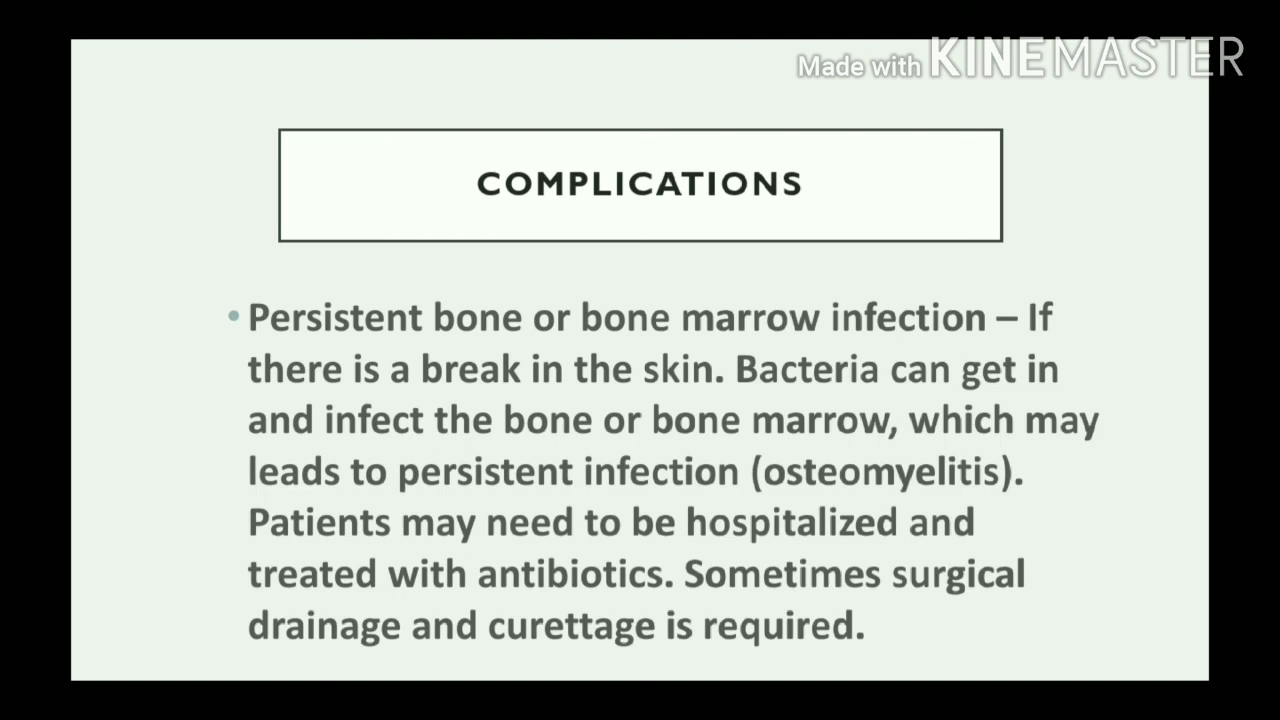 Made with KINEMASTER
COMPLICATIONS
• Persistent bone or bone marrow infection – If
there is a break in the skin. Bacteria can get in
and infect the bone or bone marrow, which may
leads to persistent infection (osteomyelitis).
Patients may need to be hospitalized and
treated with antibiotics. Sometimes surgical
drainage and curettage is required.